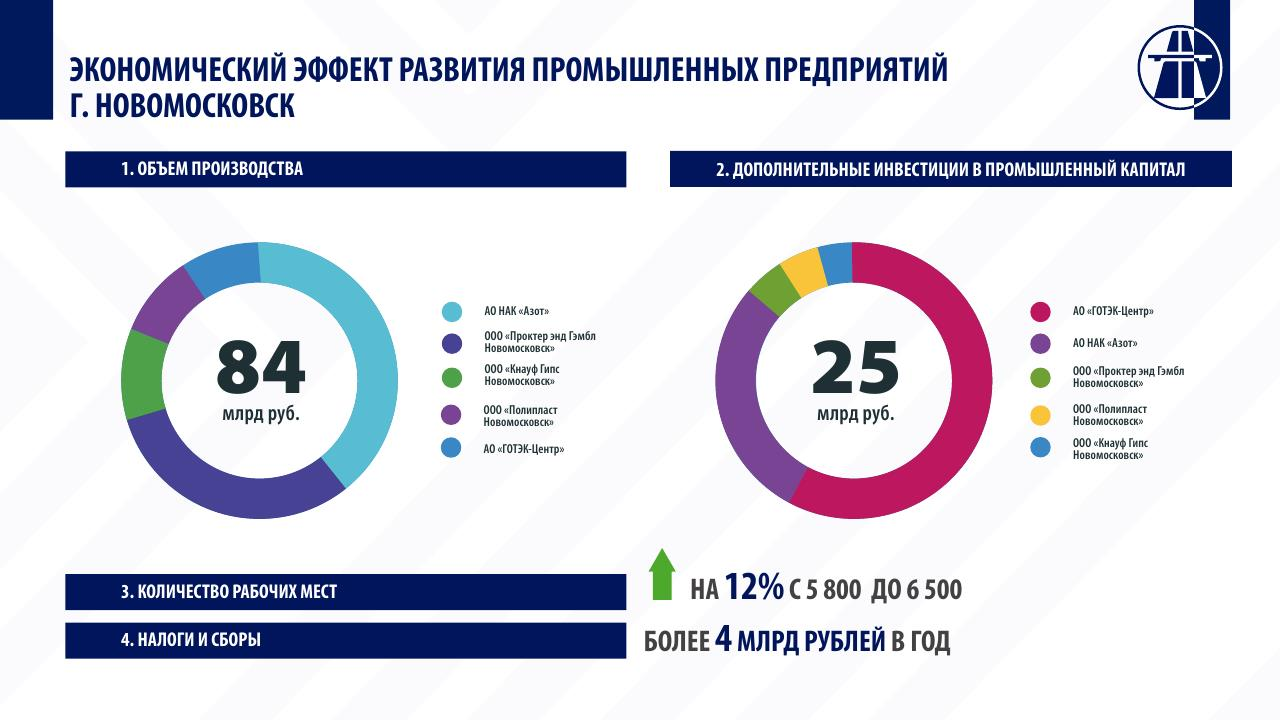 ЭКОНОМИЧЕСКИЙ ЭФФЕКТ РАЗВИТИЯ ПРОМЫШЛЕННЫХ ПРЕДПРИЯТИЙ
Г. НОВОМОСКОВСК
1. ОБЪЕМ ПРОИЗВОДСТВА
84
млрд руб.
АО НАК «Азот»
ООО «Проктер энд Гэмбл
Новомосковск»
ООО «Кнауф Гипс
Новомосковск»
ООО «Полипласт
Новомосковск»
АО «ГОТЭК-Центр»
2. ДОПОЛНИТЕЛЬНЫЕ ИНВЕСТИЦИИ В ПРОМЫШЛЕННЫЙ КАПИТАЛ
25
млрд руб.
АО «ГОТЭК-Центр»
АО НАК «Азот»
ООО «Проктер энд Гэмбл
Новомосковск»
ООО «Полипласт
Новомосковск»
ООО «Кнауф Гипс
Новомосковск»
3. КОЛИЧЕСТВО РАБОЧИХ МЕСТ
НА 12% С 5 800 ДО 6 500
4. НАЛОГИ И СБОРЫ
БОЛЕЕ 4 МЛРД РУБЛЕЙ В ГОД